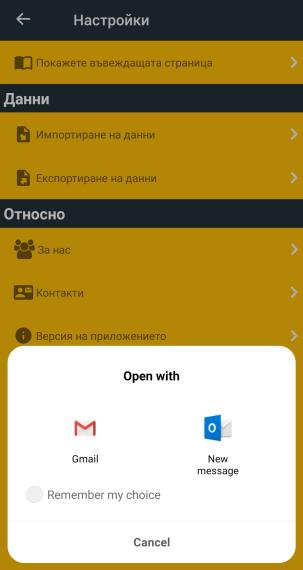 Настройки
Покажете въвеждащата страница
Данни
Импортиране на данни
Експортиране на данни
Относно
За нас
Контакти
Версия на приложението
Open with
Gmail
New
message
Remember my choice
Cancel